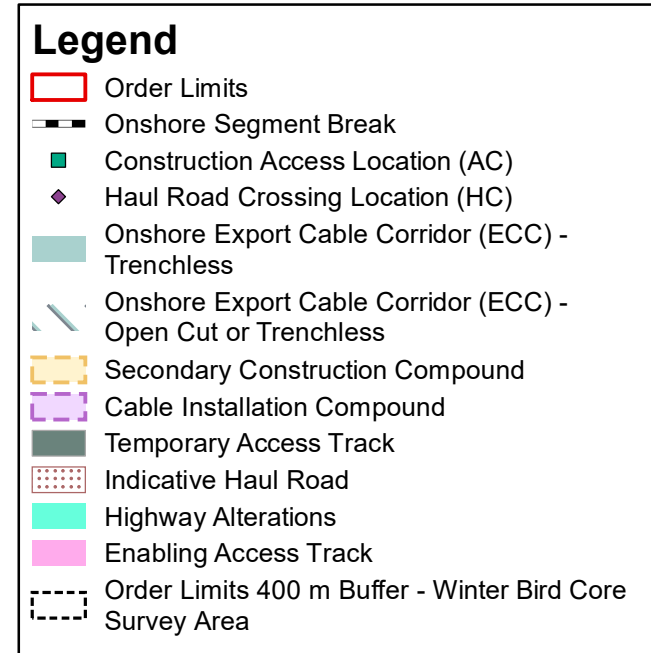 Legend
Order Limits
Onshore Segment Break
Construction Access Location (AC)
Haul Road Crossing Location (HC)
Onshore Export Cable Corridor (ECC) -
Trenchless
Onshore Export Cable Corridor (ECC) -
Open Cut or Trenchless
Secondary Construction Compound
Cable Installation Compound
Temporary Access Track
Indicative Haul Road
Highway Alterations
Enabling Access Track
Order Limits 400 m Buffer - Winter Bird Core
Survey Area